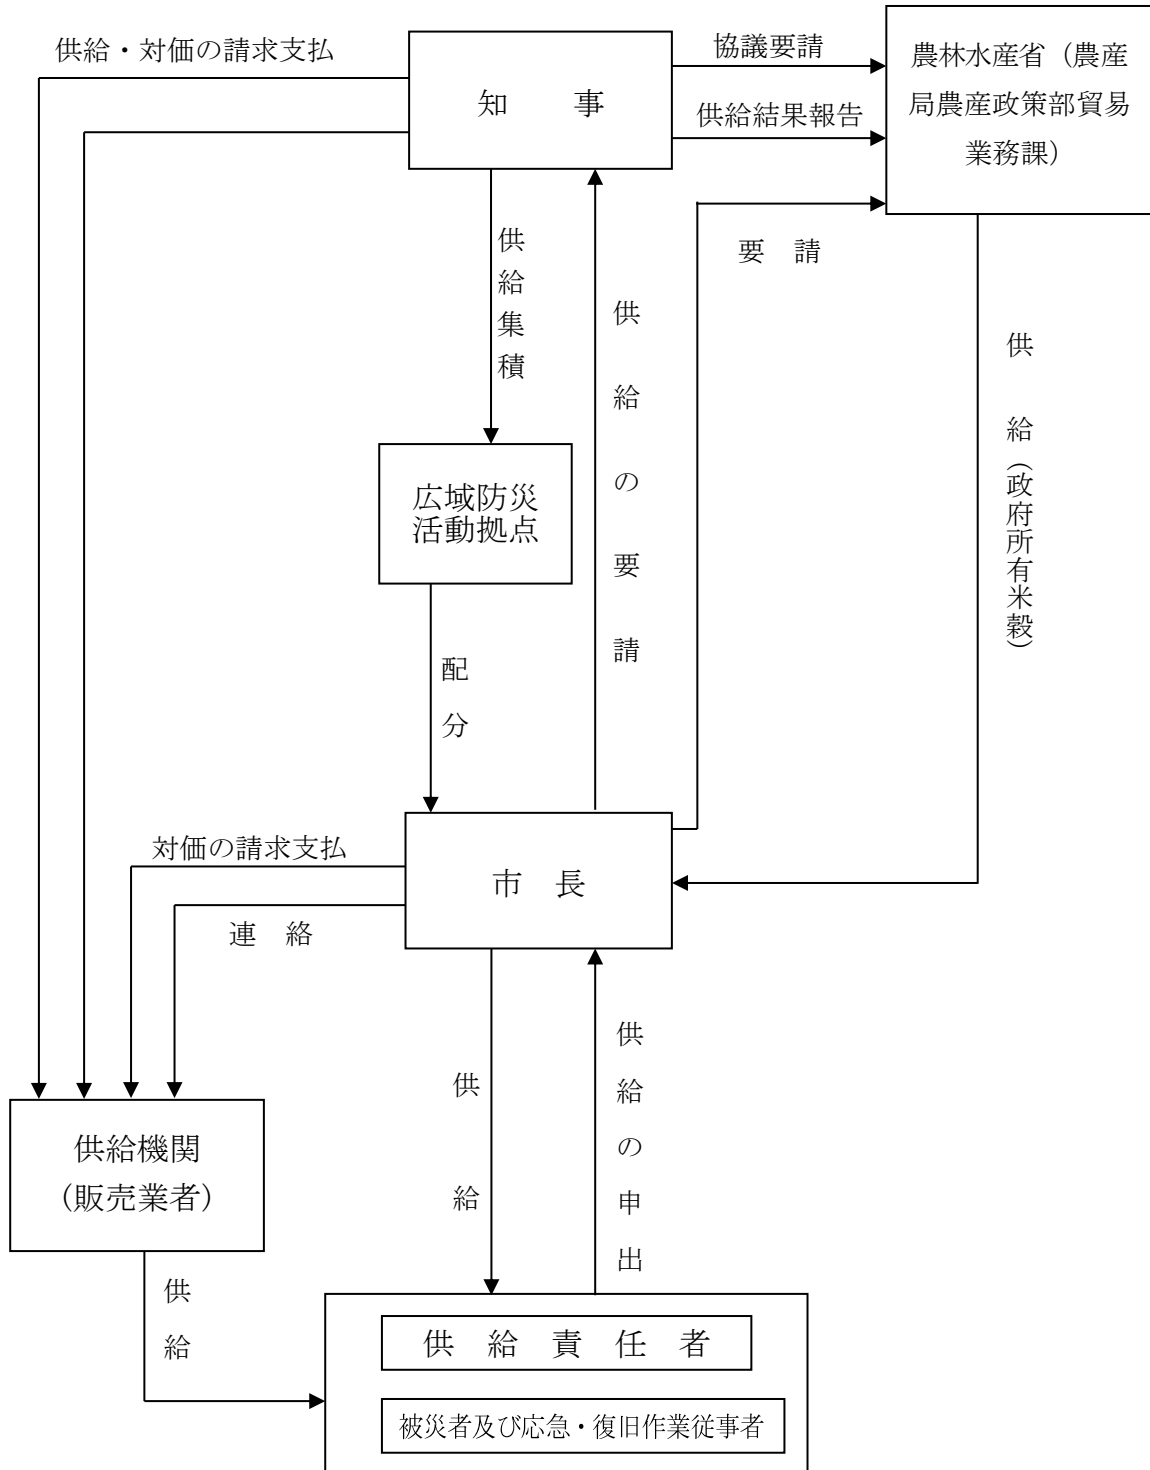 供給・対価の請求支払
知　　事
協議要請
供給結果報告
農林水産省（農産
局農産政策部貿易
業務課）
要　請
供給集積
供給の要請
供　給（政府所有米穀）
広域防災
活動拠点
配分
対価の請求支払
市　長
連　絡
供給
供給の申出
供給機関
（販売業者）
供給
供　給　責　任　者
被災者及び応急・復旧作業従事者